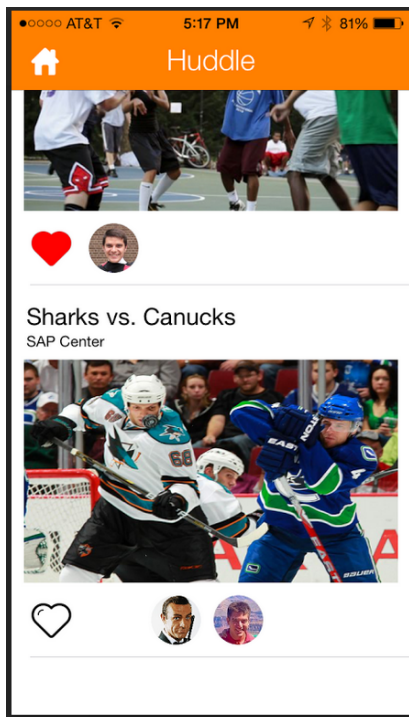 ●○○○○ AT&T 5:17 PM 81%
Huddle
Sharks vs. Canucks
SAP Center
68
EASTON
BAUER